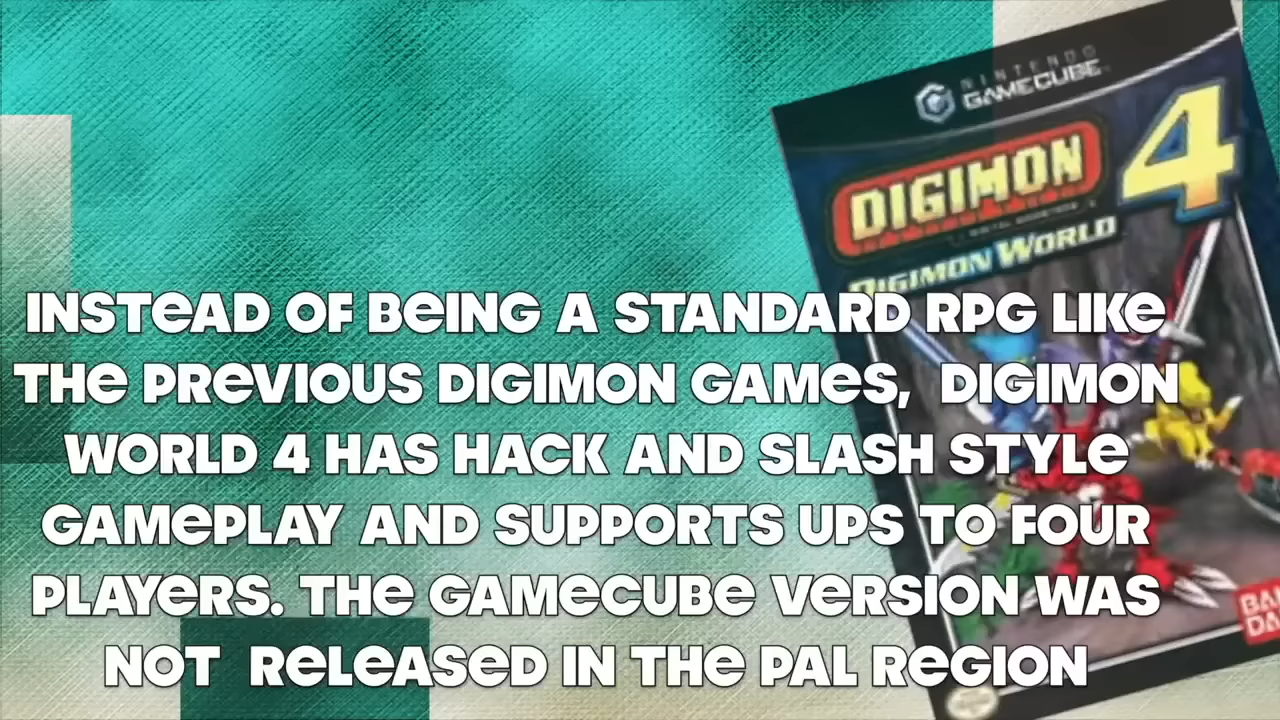 NINTENDO
GAMECUBE
DIGIMON
4
DIGIMON WORLD
INSTEAD OF BEING A STANDARD RPG LIKE
THE PREVIOUS DIGIMON GAMES, DIGIMON
WORLD 4 HAS HACK AND SLASH STYLE
GAMEPLAY AND SUPPORTS UPS TO FOUR
PLAYERS. THE GAMECUBE VERSION WAS
NOT RELEASED IN THE PAL REGION
BAN
DA